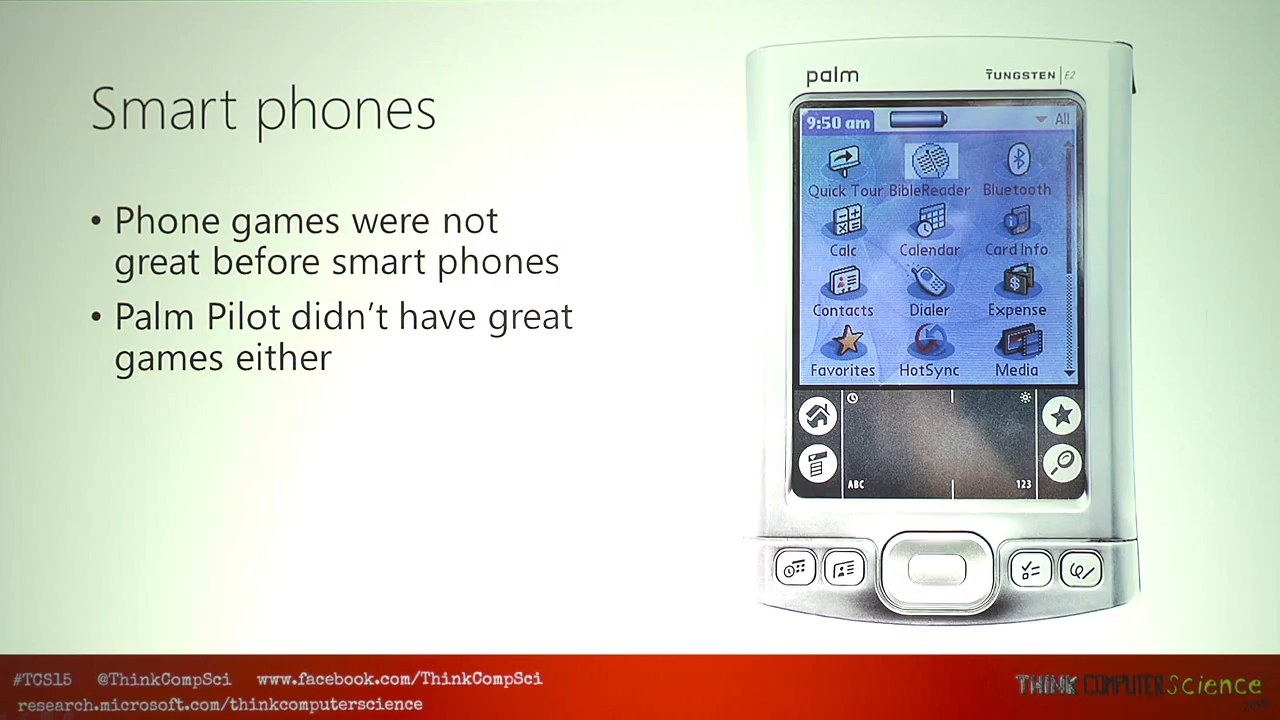 Smart phones
• Phone games were not
great before smart phones
• Palm Pilot didn't have great
games either
palm
TUNGSTEN | E2
9:50 am
All
Quick Tour BibleReader Bluetooth
Calc Calendar Card Info
Contacts Dialer Expense
Favorites HotSync Media
ABC 123
#TCS15 @ThinkCompSci www.facebook.com/ThinkCompSci
research.microsoft.com/thinkcomputerscience
THINK COMPUTER Science